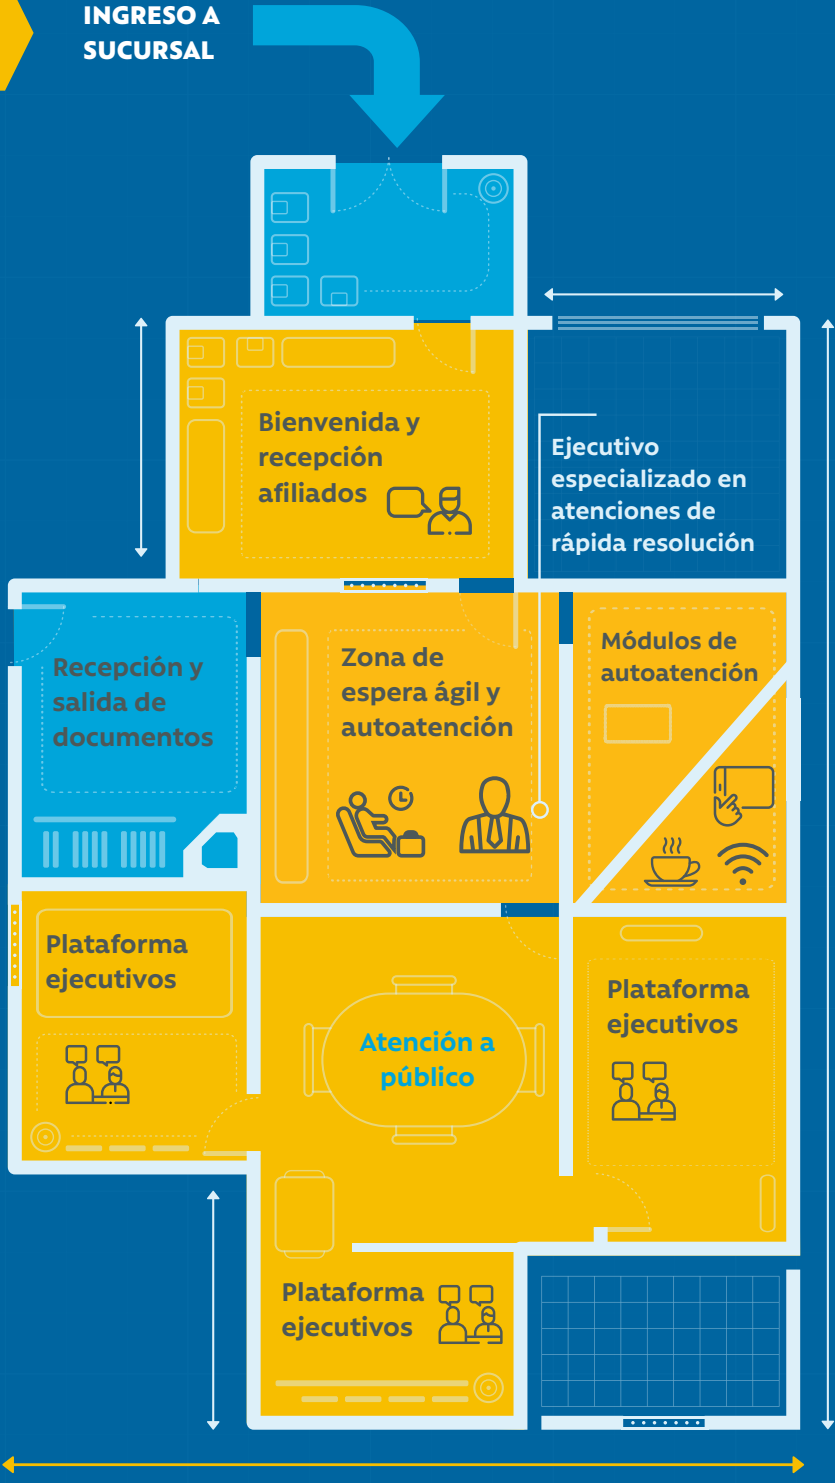 INGRESO A
SUCURSAL
Bienvenida y
recepción
afiliados
Ejecutivo
especializado en
atenciones de
rápida resolución
Recepción y
salida de
documentos
Zona de
espera ágil y
autoatención
Módulos de
autoatención
Plataforma
ejecutivos
Atención a
público
Plataforma
ejecutivos
Plataforma
ejecutivos